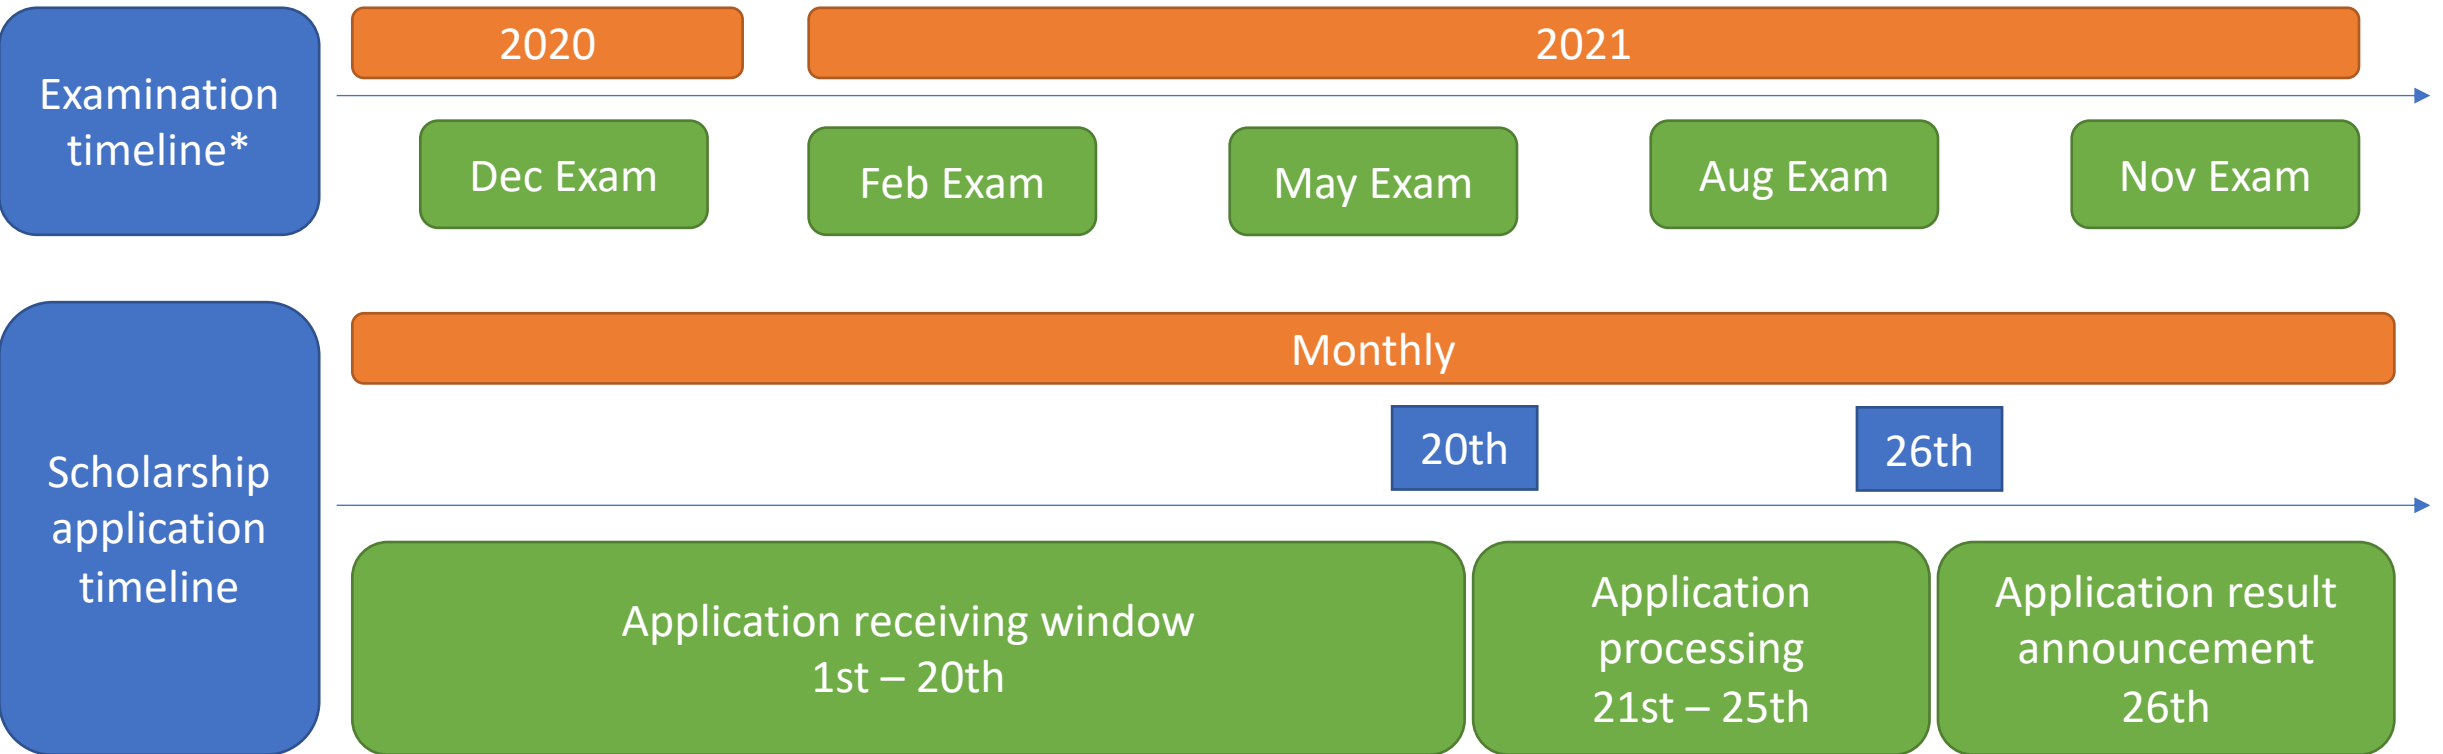 Examination
timeline*
2020
2021
Dec Exam
Feb Exam
May Exam
Aug Exam
Nov Exam
Scholarship
application
timeline
Monthly
20th
26th
Application receiving window
1st – 20th
Application
processing
21st – 25th
Application result
announcement
26th